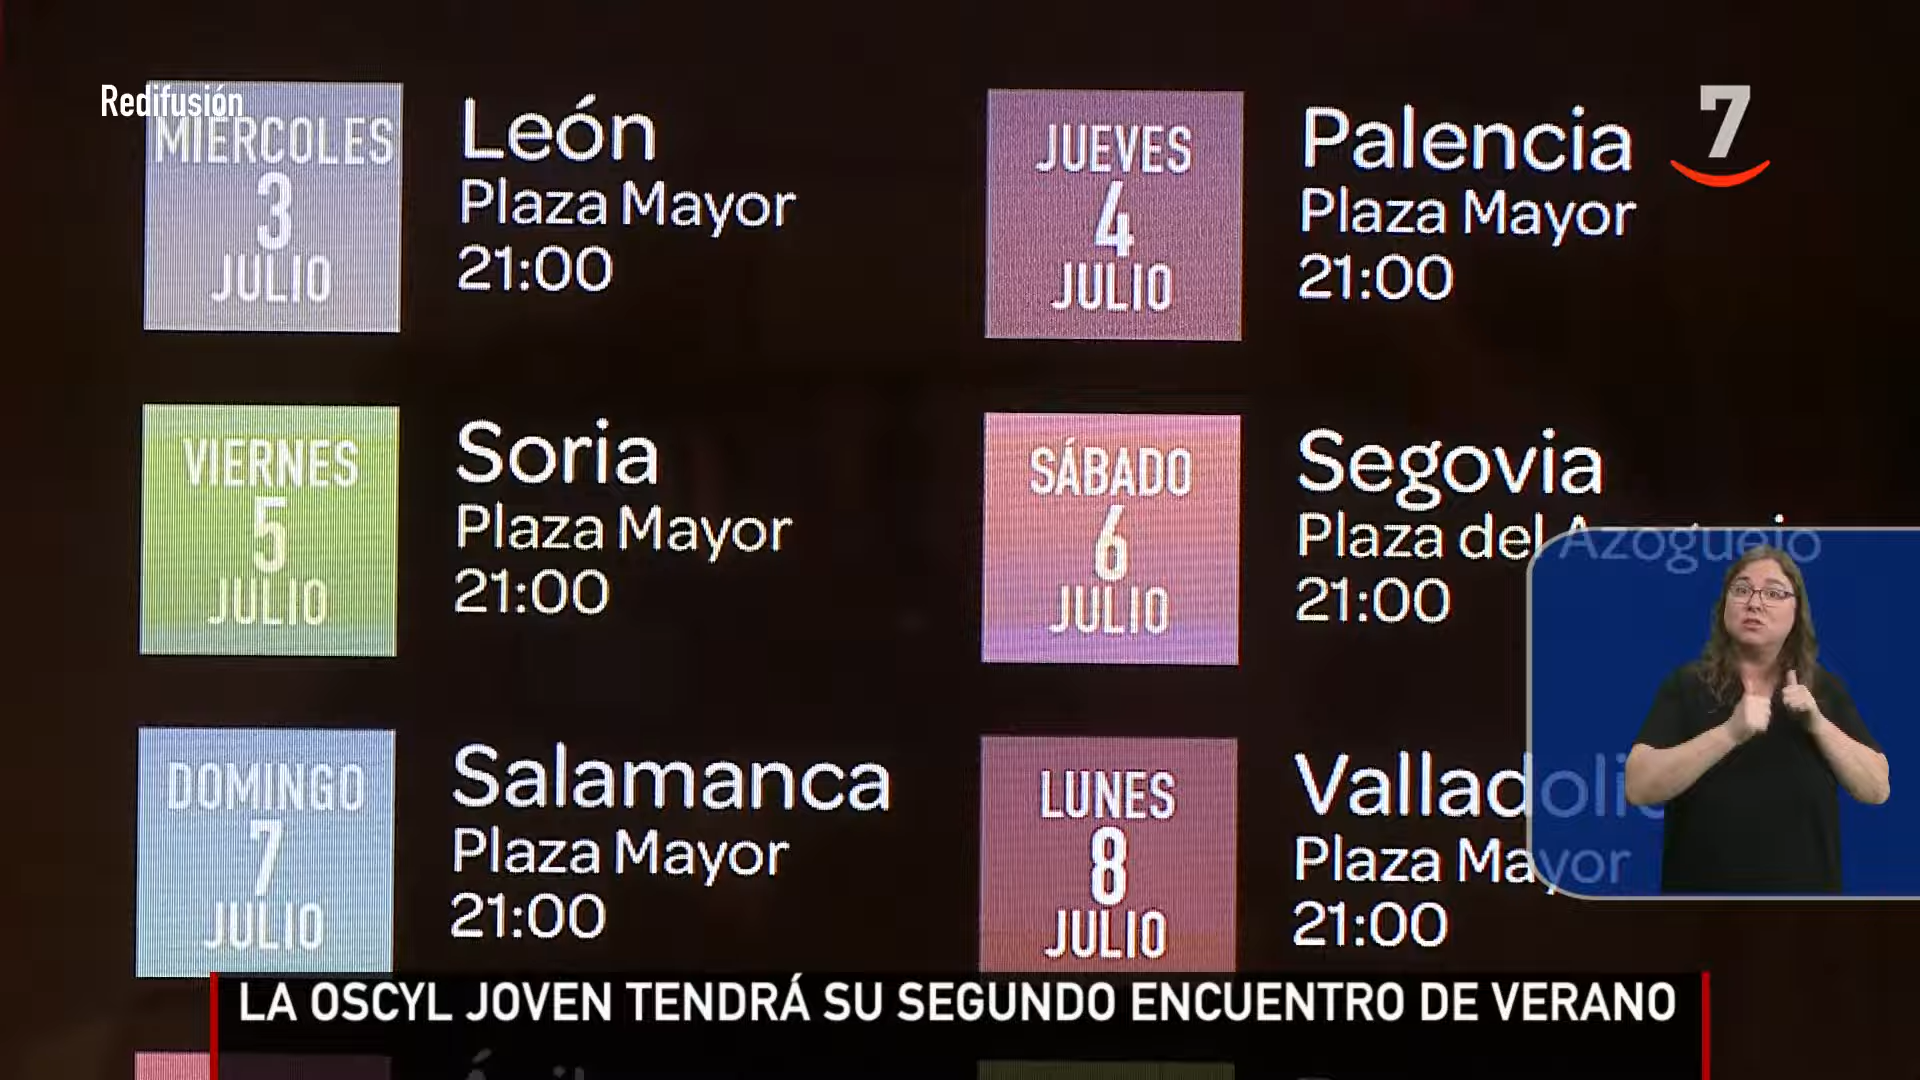 Redifusión
MIÉRCOLES
3
JULIO
León
Plaza Mayor
21:00
JUEVES
4
JULIO
Palencia
Plaza Mayor
21:00
7
VIERNES
5
JULIO
Soria
Plaza Mayor
21:00
SÁBADO
6
JULIO
Segovia
Plaza del Azoguejo
21:00
DOMINGO
7
JULIO
Salamanca
Plaza Mayor
21:00
LUNES
8
JULIO
Valladolid
Plaza Mayor
21:00
LA OSCYL JOVEN TENDRÁ SU SEGUNDO ENCUENTRO DE VERANO